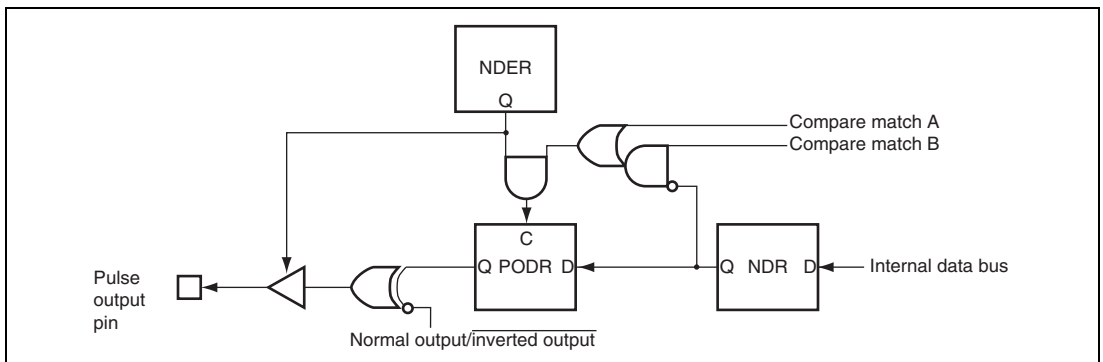 NDER
Q
Compare match A
Compare match B
C
Q PODR D
Q NDR D
Internal data bus
Pulse
output
pin
Normal output/inverted output